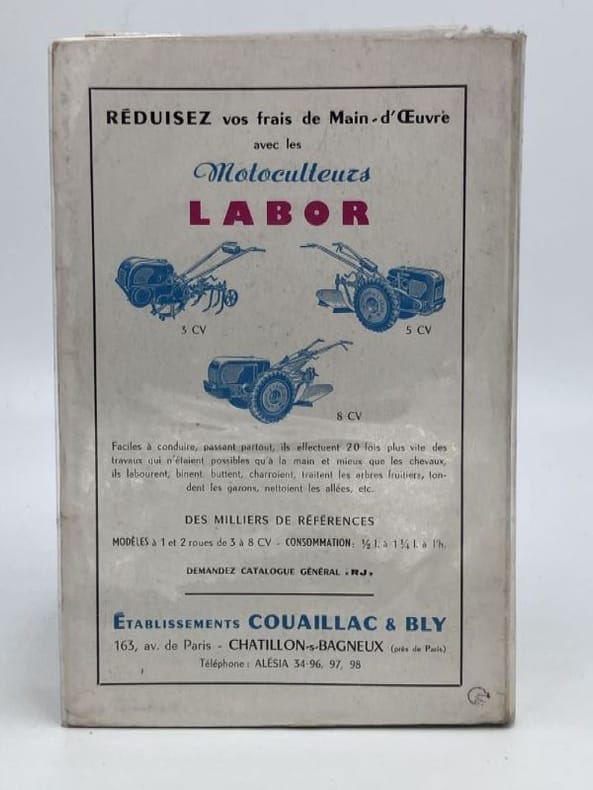 RÉDUISEZ vos frais de Main-d'Œuvre
avec les
Motoculteurs
LABOR
3 CV
5 CV
8 CV
Faciles à conduire, passant partout, ils effectuent 20 fois plus vite des
travaux qui n'étaient possibles qu'à la main et mieux que les chevaux,
ils labourent, binent, buttent, charroient, traitent les arbres fruitiers, ton-
dent les gazons, nettoient les allées, etc.
DES MILLIERS DE RÉFÉRENCES
MODÈLES à 1 et 2 roues de 3 à 8 CV - CONSOMMATION : ½ l. à 1 ¼ l. à l'h.
DEMANDEZ CATALOGUE GÉNÉRAL "RJ"
ÉTABLISSEMENTS COUAILLAC & BLY
163, av. de Paris - CHATILLON-s-BAGNEUX (près de Paris)
Téléphone : ALÉSIA 34-96, 97, 98